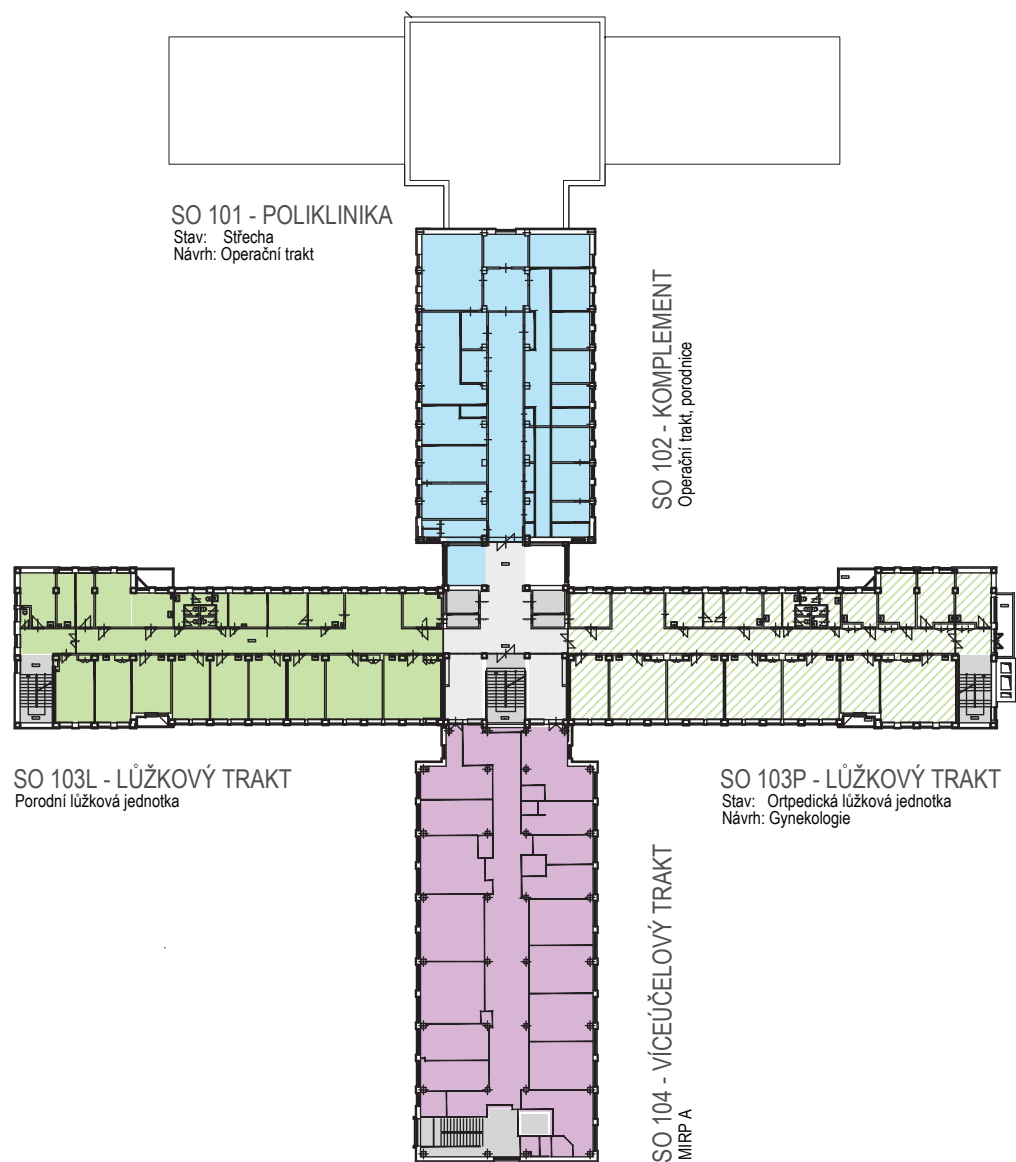 SO 101 - POLIKLINIKA
Stav: Střecha
Návrh: Operační trakt
SO 102 - KOMPLEMENT
Operační trakt, porodnice
SO 103L - LŮŽKOVÝ TRAKT
Porodní lůžková jednotka
SO 103P - LŮŽKOVÝ TRAKT
Stav: Ortpedická lůžková jednotka
Návrh: Gynekologie
SO 104 - VÍCEÚČELOVÝ TRAKT
MIRP A